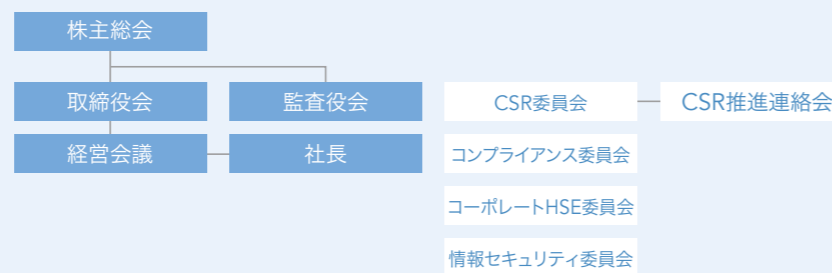 株主総会
取締役会
監査役会
CSR委員会
CSR推進連絡会
経営会議
社長
コンプライアンス委員会
コーポレートHSE委員会
情報セキュリティ委員会